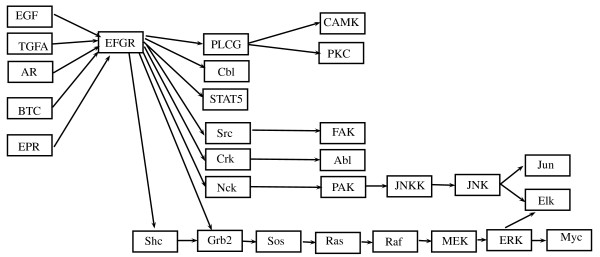 EGF
TGFA
AR
BTC
EPR
EFGR
PLCG
CAMK
PKC
Cbl
STAT5
Src
FAK
Crk
Abl
Nck
PAK
JNKK
JNK
Jun
Elk
Shc
Grb2
Sos
Ras
Raf
MEK
ERK
Myc